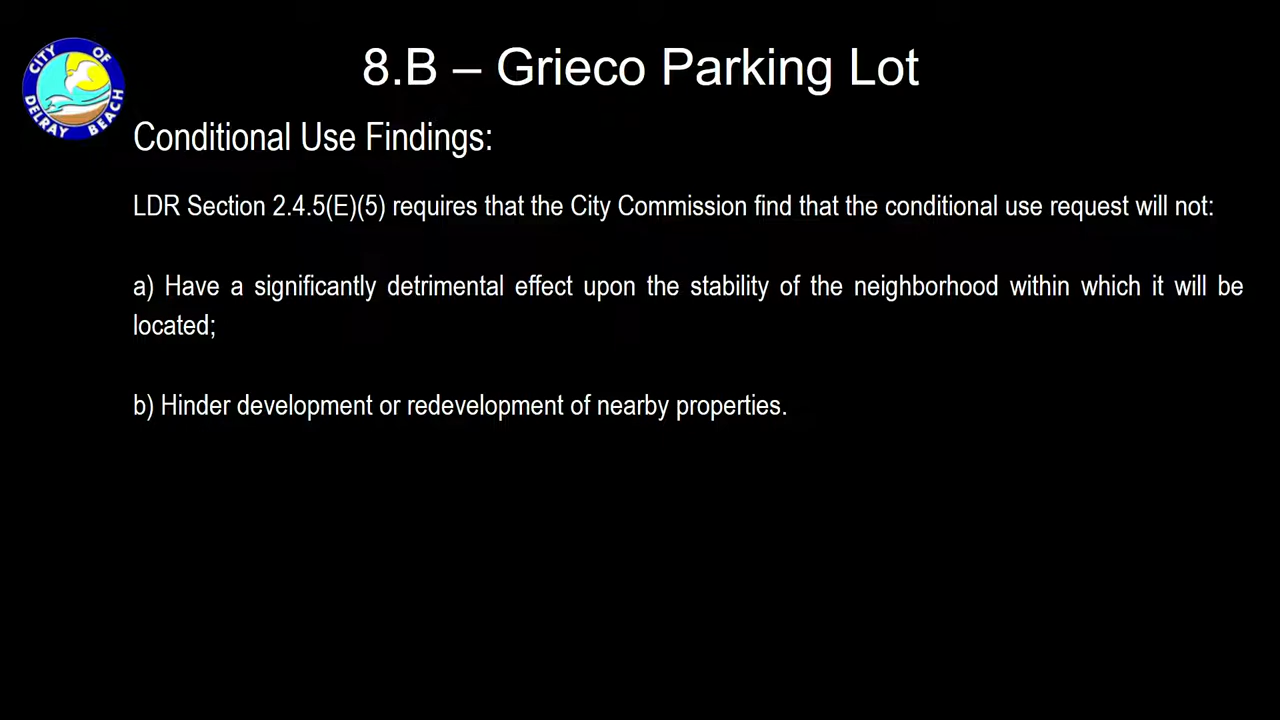 CITY OF
DELRAY BEACH
8.B – Grieco Parking Lot
Conditional Use Findings:
LDR Section 2.4.5(E)(5) requires that the City Commission find that the conditional use request will not:
a) Have a significantly detrimental effect upon the stability of the neighborhood within which it will be
located;
b) Hinder development or redevelopment of nearby properties.